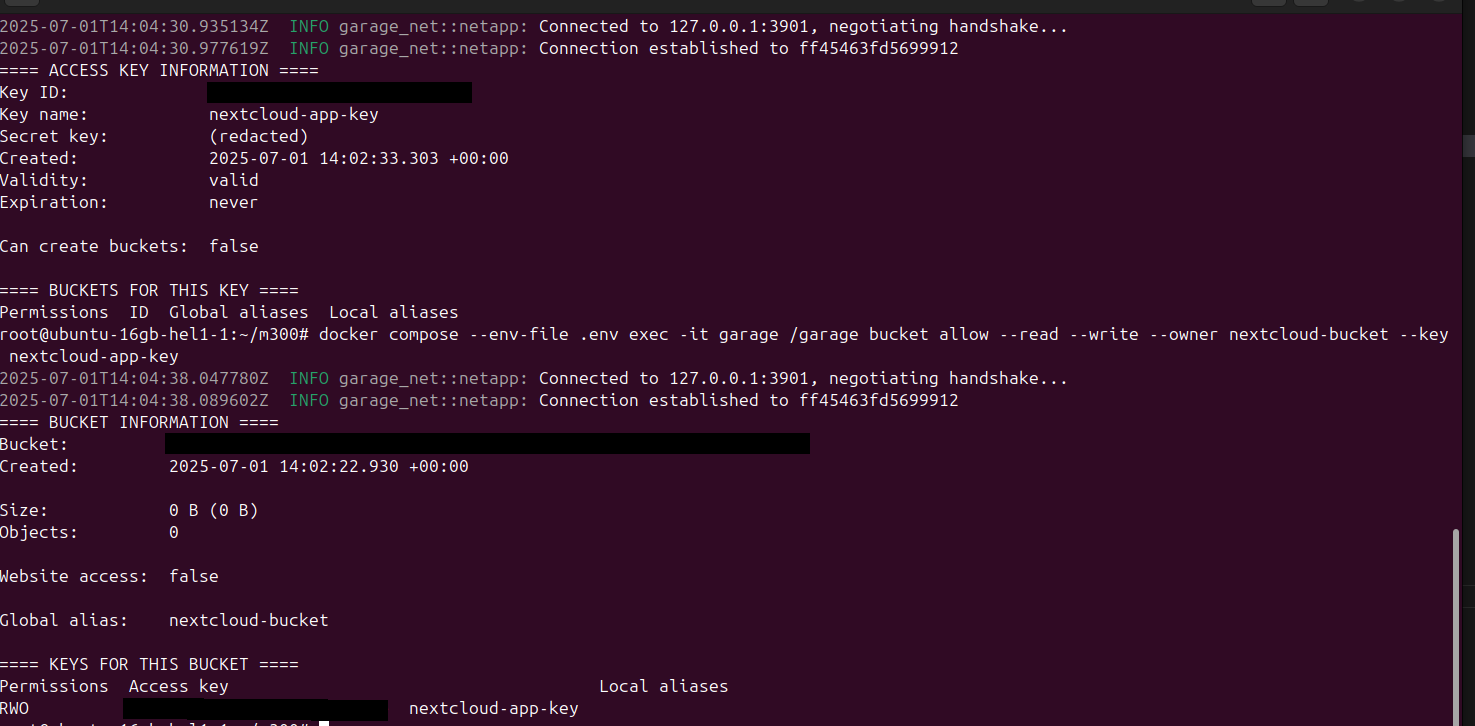 2025-07-01T14:04:30.935134Z  INFO garage_net::netapp: Connected to 127.0.0.1:3901, negotiating handshake...
2025-07-01T14:04:30.977619Z  INFO garage_net::netapp: Connection established to ff45463fd5699912
==== ACCESS KEY INFORMATION ====
Key ID:
Key name:            nextcloud-app-key
Secret key:          (redacted)
Created:             2025-07-01 14:02:33.303 +00:00
Validity:            valid
Expiration:          never
Can create buckets:  false
==== BUCKETS FOR THIS KEY ====
Permissions  ID  Global aliases  Local aliases
root@ubuntu-16gb-hel1-1:~/m300# docker compose --env-file .env exec -it garage /garage bucket allow --read --write --owner nextcloud-bucket --key
nextcloud-app-key
2025-07-01T14:04:38.047780Z  INFO garage_net::netapp: Connected to 127.0.0.1:3901, negotiating handshake...
2025-07-01T14:04:38.089602Z  INFO garage_net::netapp: Connection established to ff45463fd5699912
==== BUCKET INFORMATION ====
Bucket:
Created:         2025-07-01 14:02:22.930 +00:00
Size:            0 B (0 B)
Objects:         0
Website access:  false
Global alias:    nextcloud-bucket
==== KEYS FOR THIS BUCKET ====
Permissions  Access key                                     Local aliases
RWO                                      nextcloud-app-key